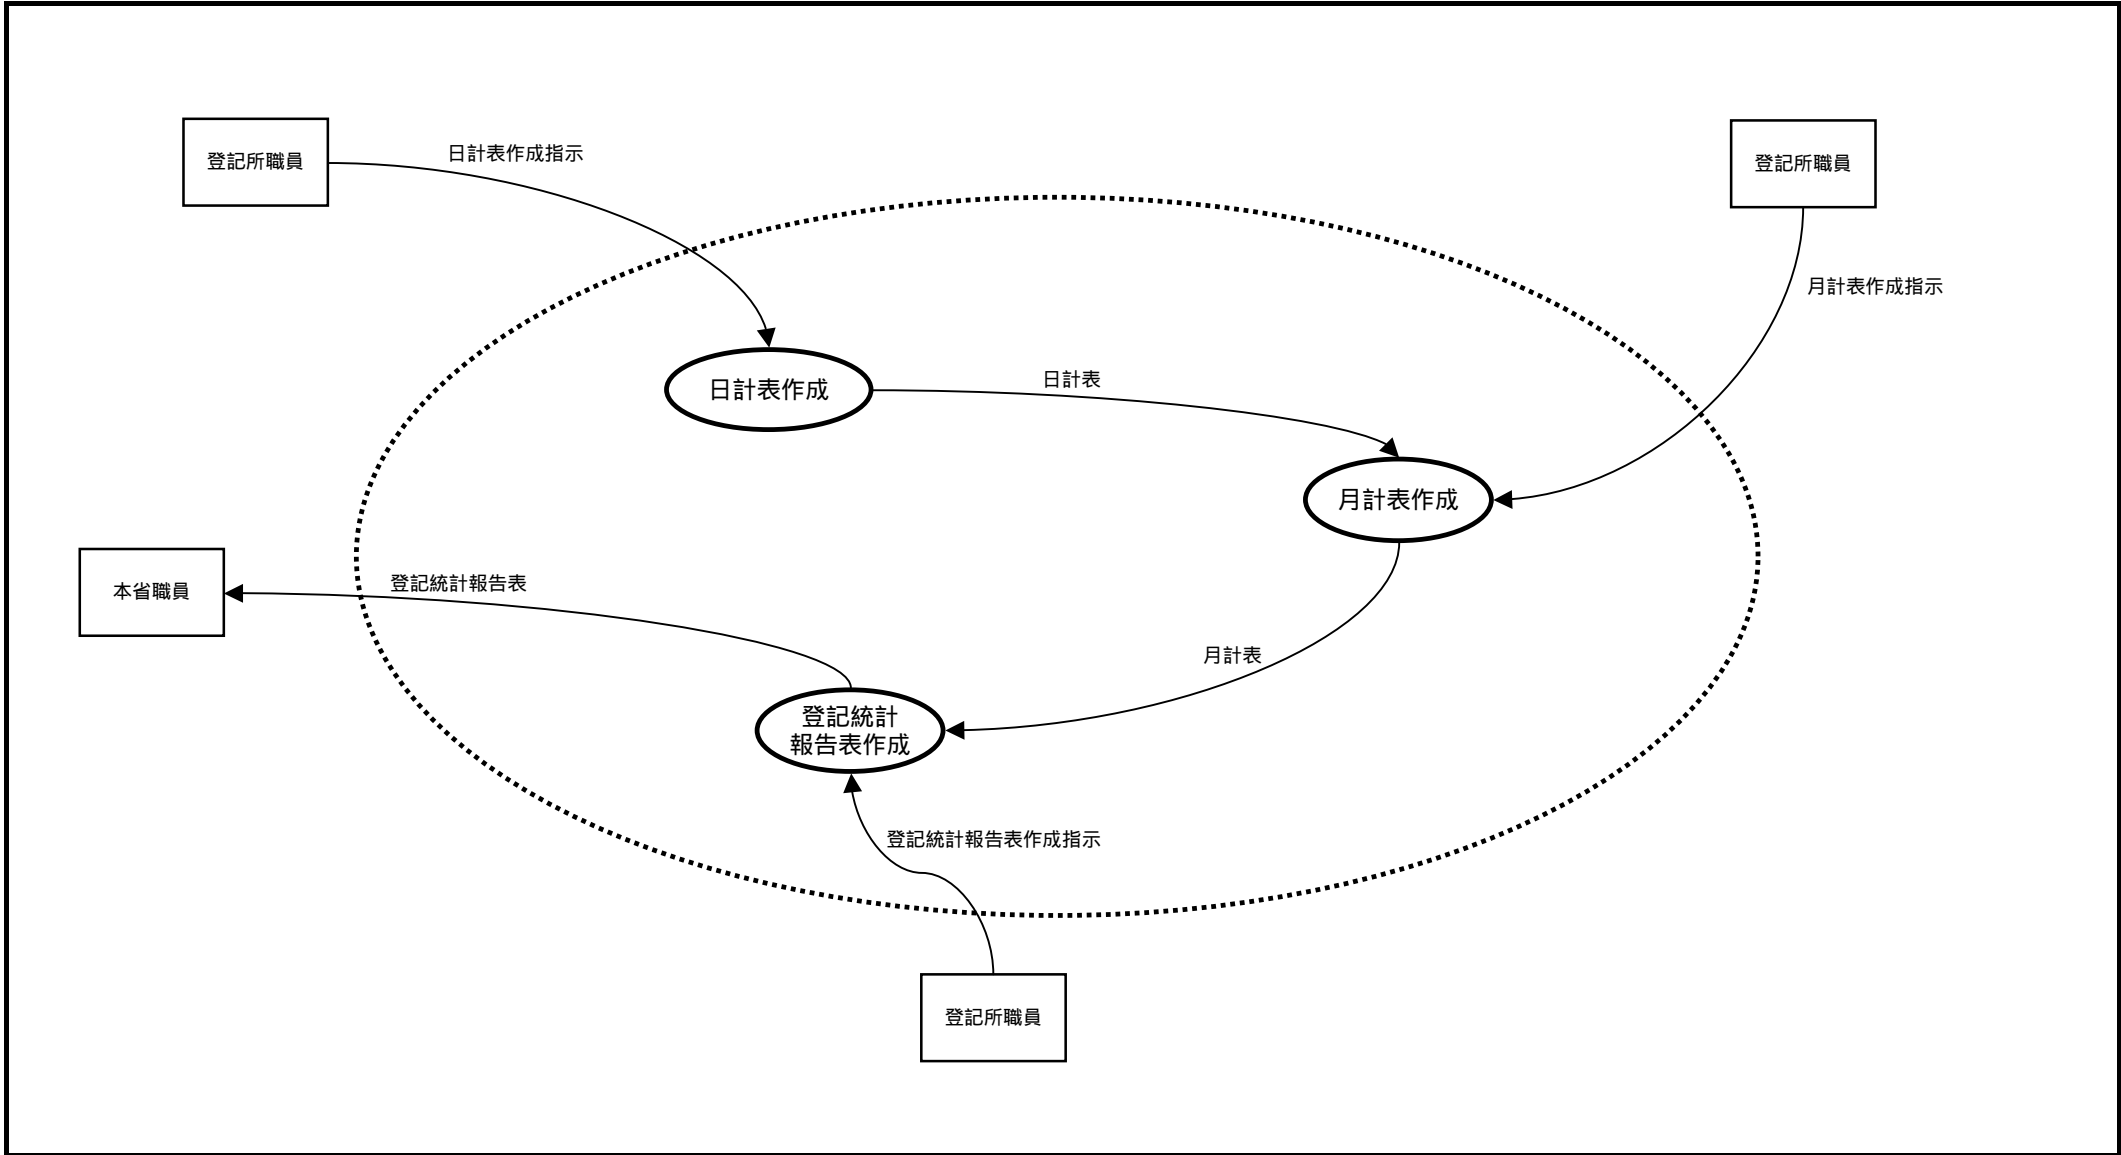 登記所職員
日計表作成指示
登記所職員
月計表作成指示
日計表作成
日計表
月計表作成
本省職員
登記統計報告表
月計表
登記統計
報告表作成
登記統計報告表作成指示
登記所職員